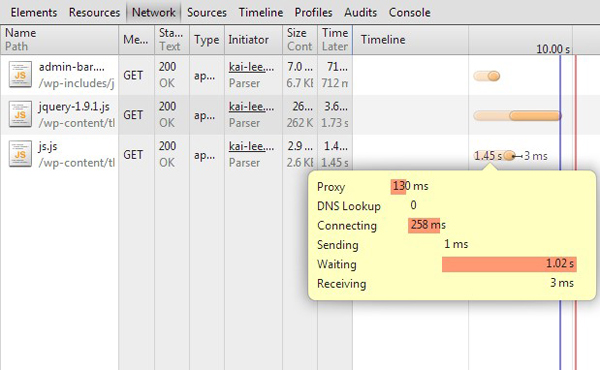 Elements Resources Network Sources Timeline Profiles Audits Console
Name Me... Sta... Type Initiator Size Time Timeline
Path Text Cont Later 10.00 s
admin-bar.... GET 200 ap... kai-lee.... 7.0 ... 71...
/wp-includes/j OK Parser 6.7 KE 712 m
jquery-1.9.1.js GET 200 ap... kai-lee.... 26... 3.6...
/wp-content/tl OK Parser 262 K 1.73 s
js.js GET 200 ap... kai-lee.... 2.9 ... 1.4... 1.45 s 3 ms
/wp-content/tl OK Parser 2.6 KE 1.45 s
Proxy 130 ms
DNS Lookup 0
Connecting 258 ms
Sending 1 ms
Waiting 1.02 s
Receiving 3 ms